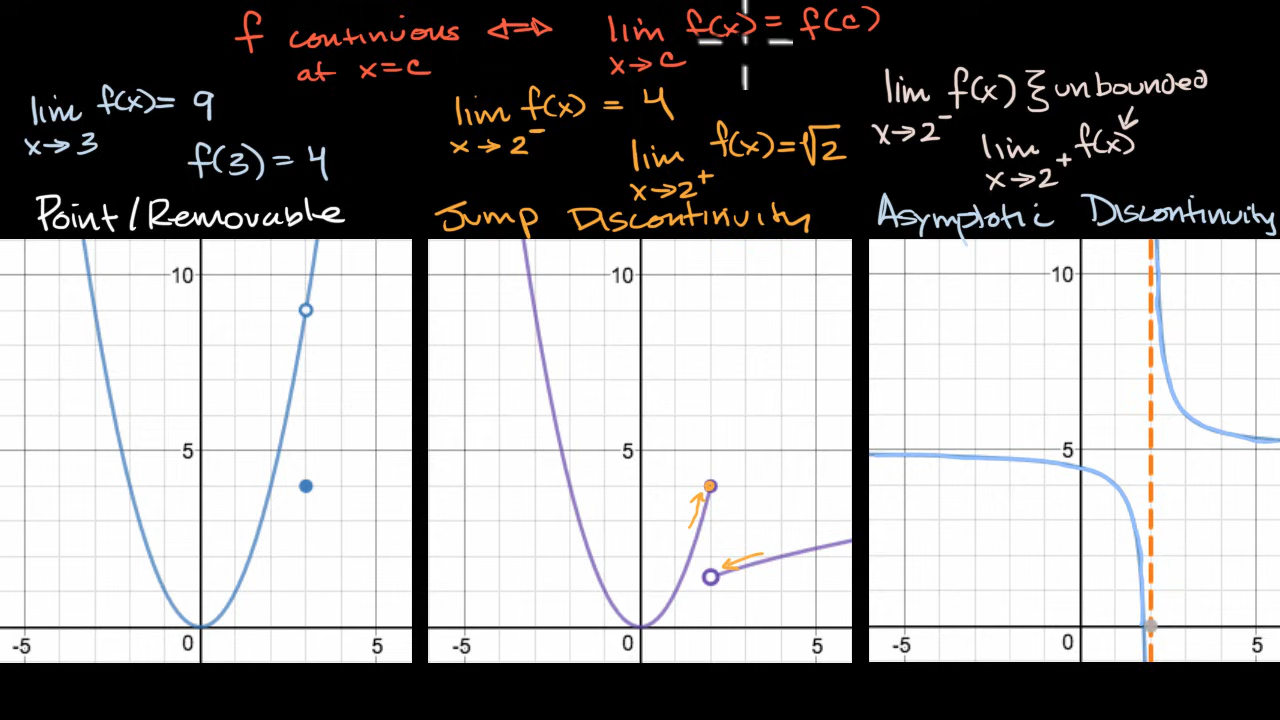 f continuous ⟺ lim f(x) = f(c)
at x=c x→c
lim f(x) = 9
x→3
f(3) = 4
Point/Removable
lim f(x) = 4
x→2⁻
lim f(x) = √2
x→2⁺
Jump Discontinuity
lim f(x) } unbounded
x→2⁻
lim f(x)
x→2⁺
Asymptotic Discontinuity
10
5
-5 0 5
10
5
-5 0 5
10
5
-5 0 5